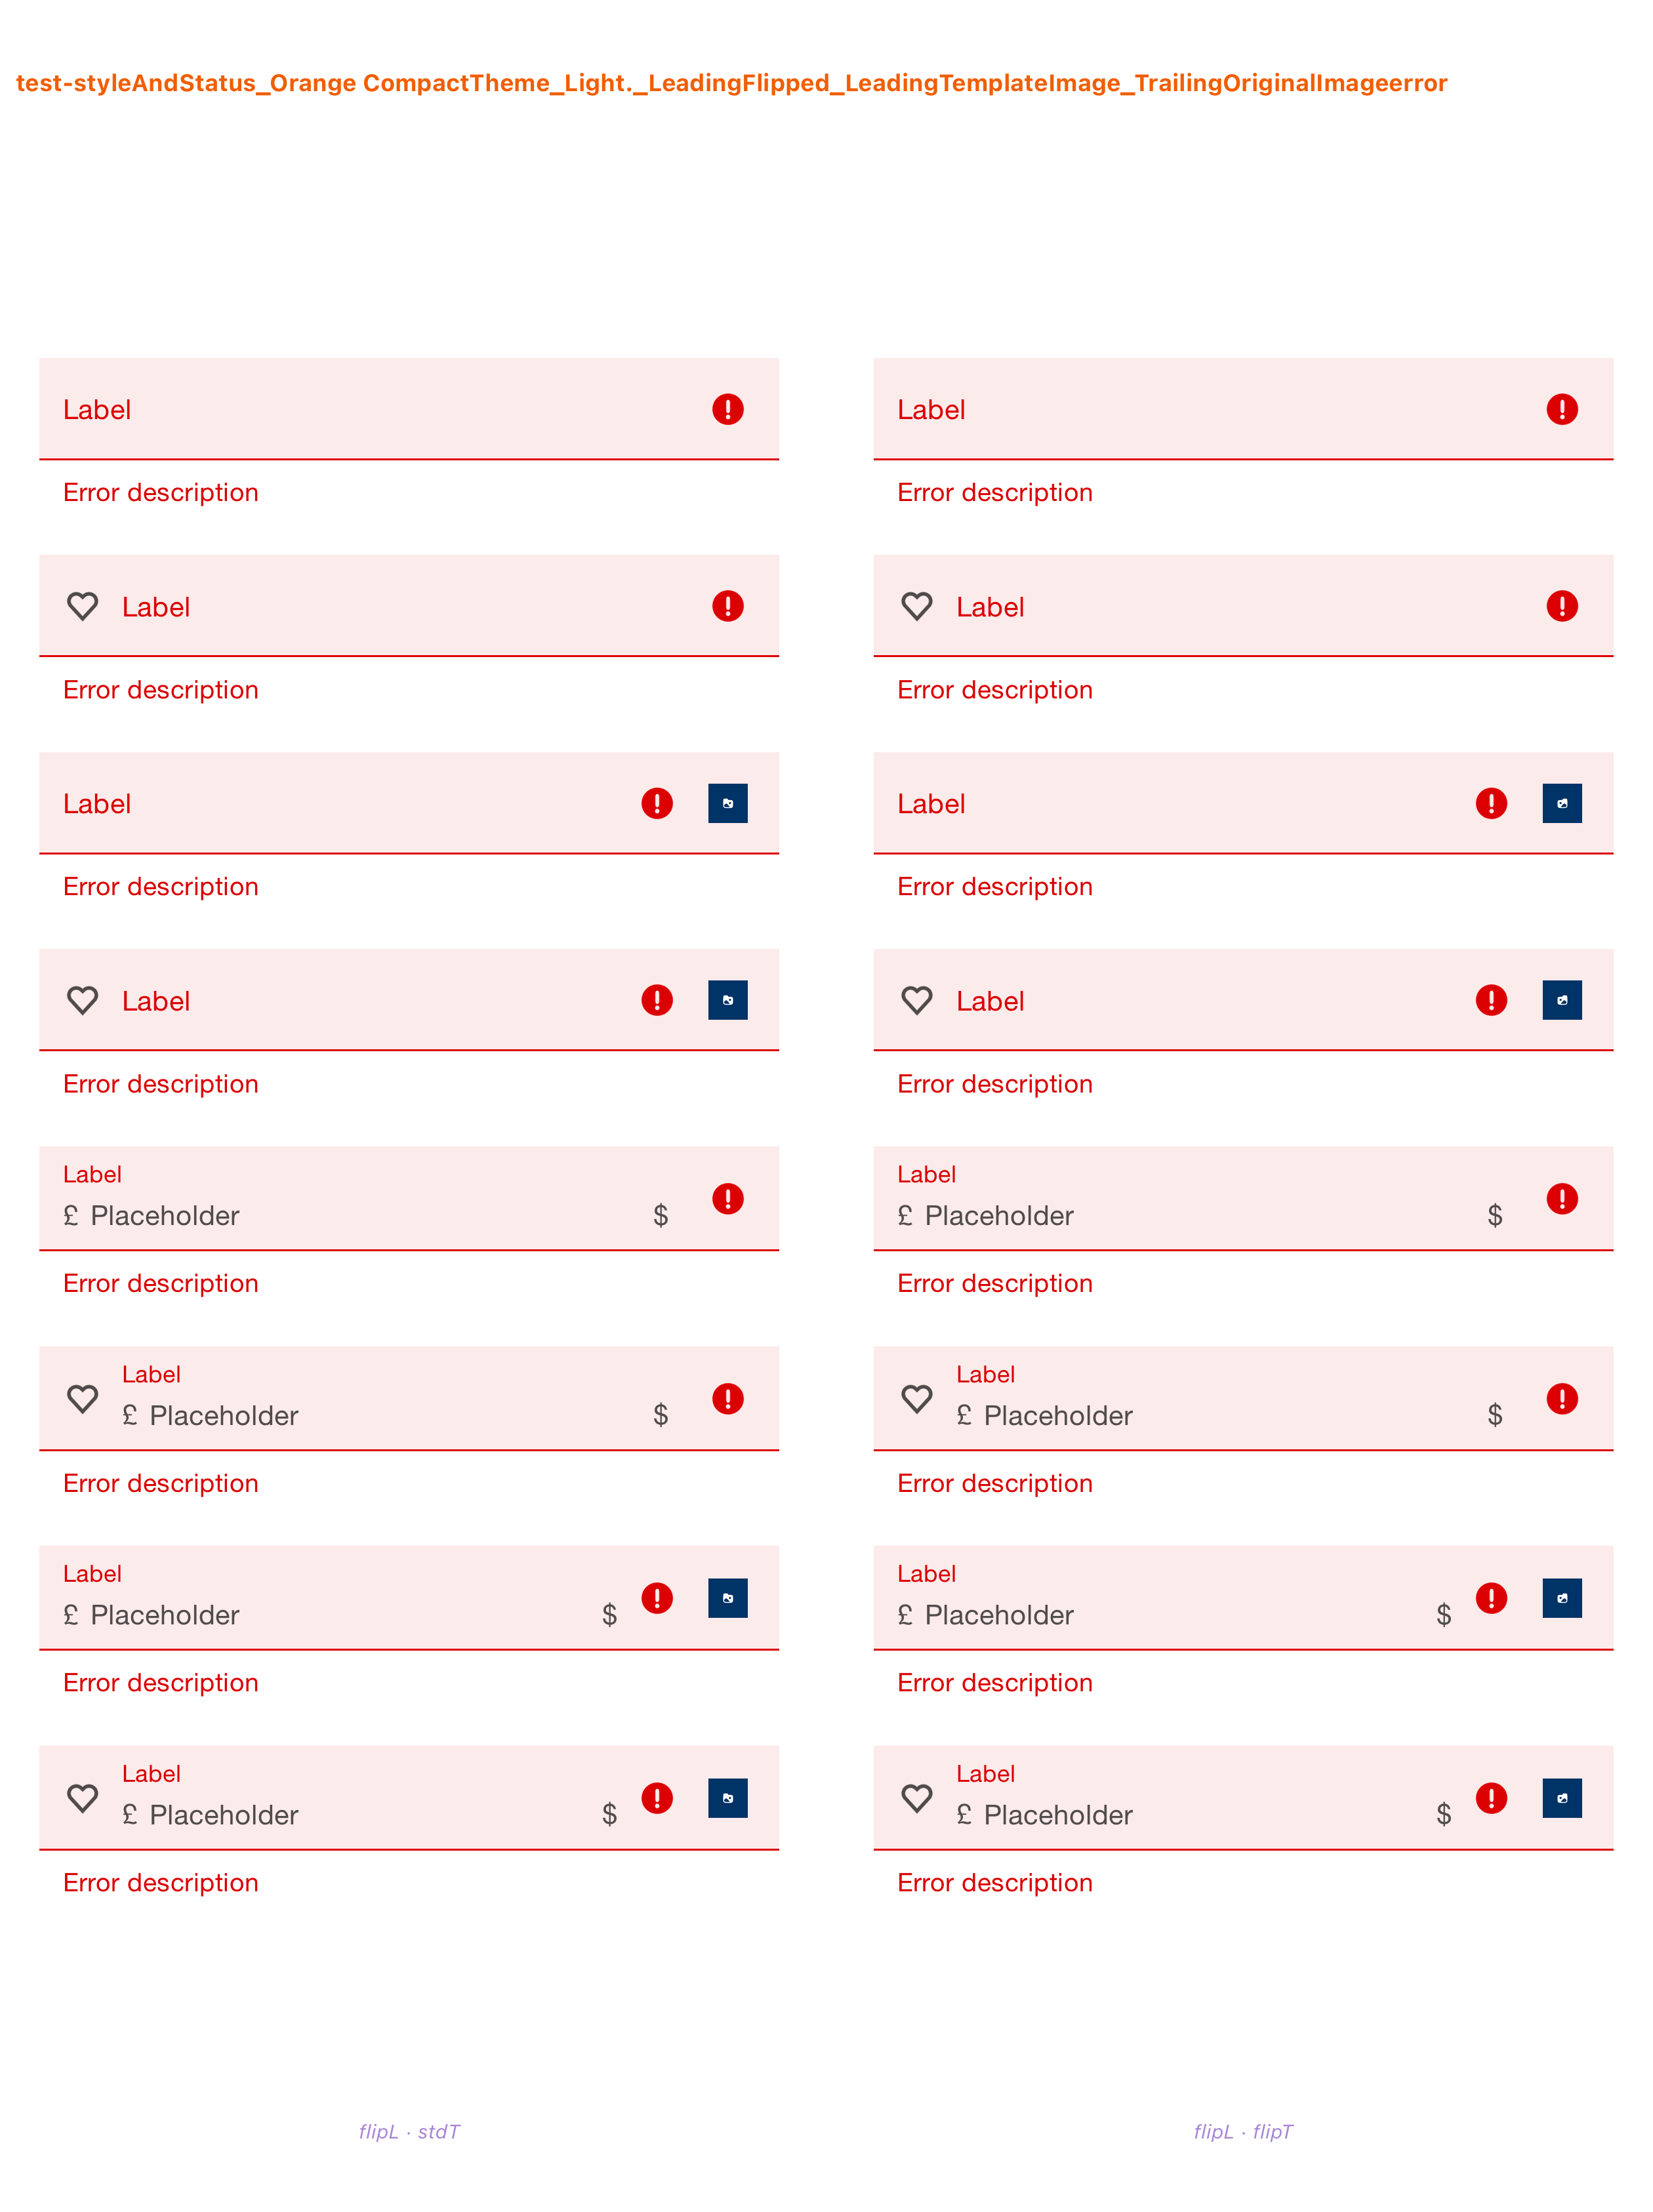 test-styleAndStatus_Orange CompactTheme_Light._LeadingFlipped_LeadingTemplateImage_TrailingOriginalImageerror
Label
Error description
Label
Error description
Label
Error description
Label
Error description
Label
£ Placeholder $
Error description
Label
£ Placeholder $
Error description
Label
£ Placeholder $
Error description
Label
£ Placeholder $
Error description
flipL · stdT
Label
Error description
Label
Error description
Label
Error description
Label
Error description
Label
£ Placeholder $
Error description
Label
£ Placeholder $
Error description
Label
£ Placeholder $
Error description
Label
£ Placeholder $
Error description
flipL · flipT